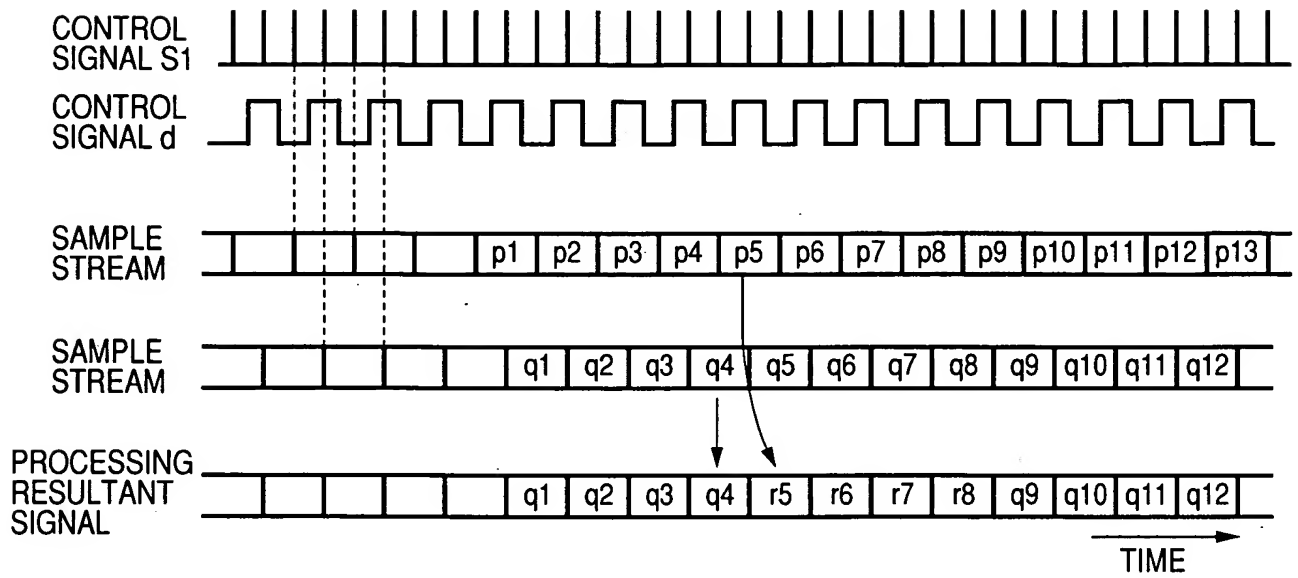 CONTROL
SIGNAL S1
CONTROL
SIGNAL d
SAMPLE
STREAM
p1 p2 p3 p4 p5 p6 p7 p8 p9 p10 p11 p12 p13
SAMPLE
STREAM
q1 q2 q3 q4 q5 q6 q7 q8 q9 q10 q11 q12
PROCESSING
RESULTANT
SIGNAL
q1 q2 q3 q4 r5 r6 r7 r8 q9 q10 q11 q12
TIME